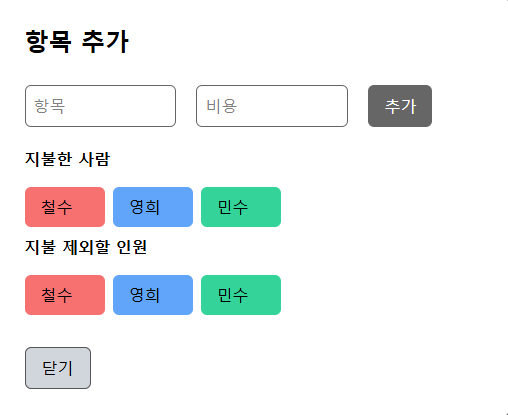 항목 추가
항목 비용 추가
지불한 사람
철수 영희 민수
지불 제외할 인원
철수 영희 민수
닫기